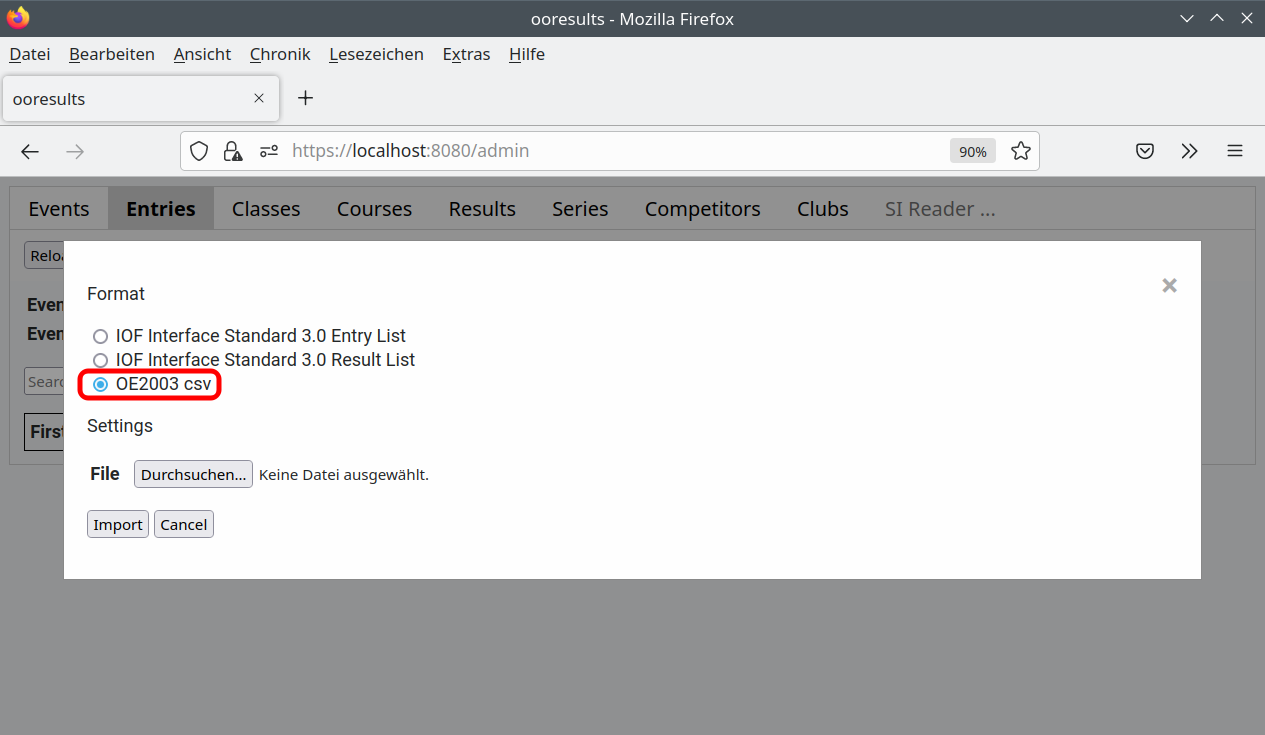 ooresults - Mozilla Firefox
Datei Bearbeiten Ansicht Chronik Lesezeichen Extras Hilfe
ooresults
https://localhost:8080/admin 90%
Events Entries Classes Courses Results Series Competitors Clubs SI Reader ...
Reloa
Even
Even
Searc
First
Format
IOF Interface Standard 3.0 Entry List
IOF Interface Standard 3.0 Result List
OE2003 csv
Settings
File Durchsuchen... Keine Datei ausgewählt.
Import Cancel